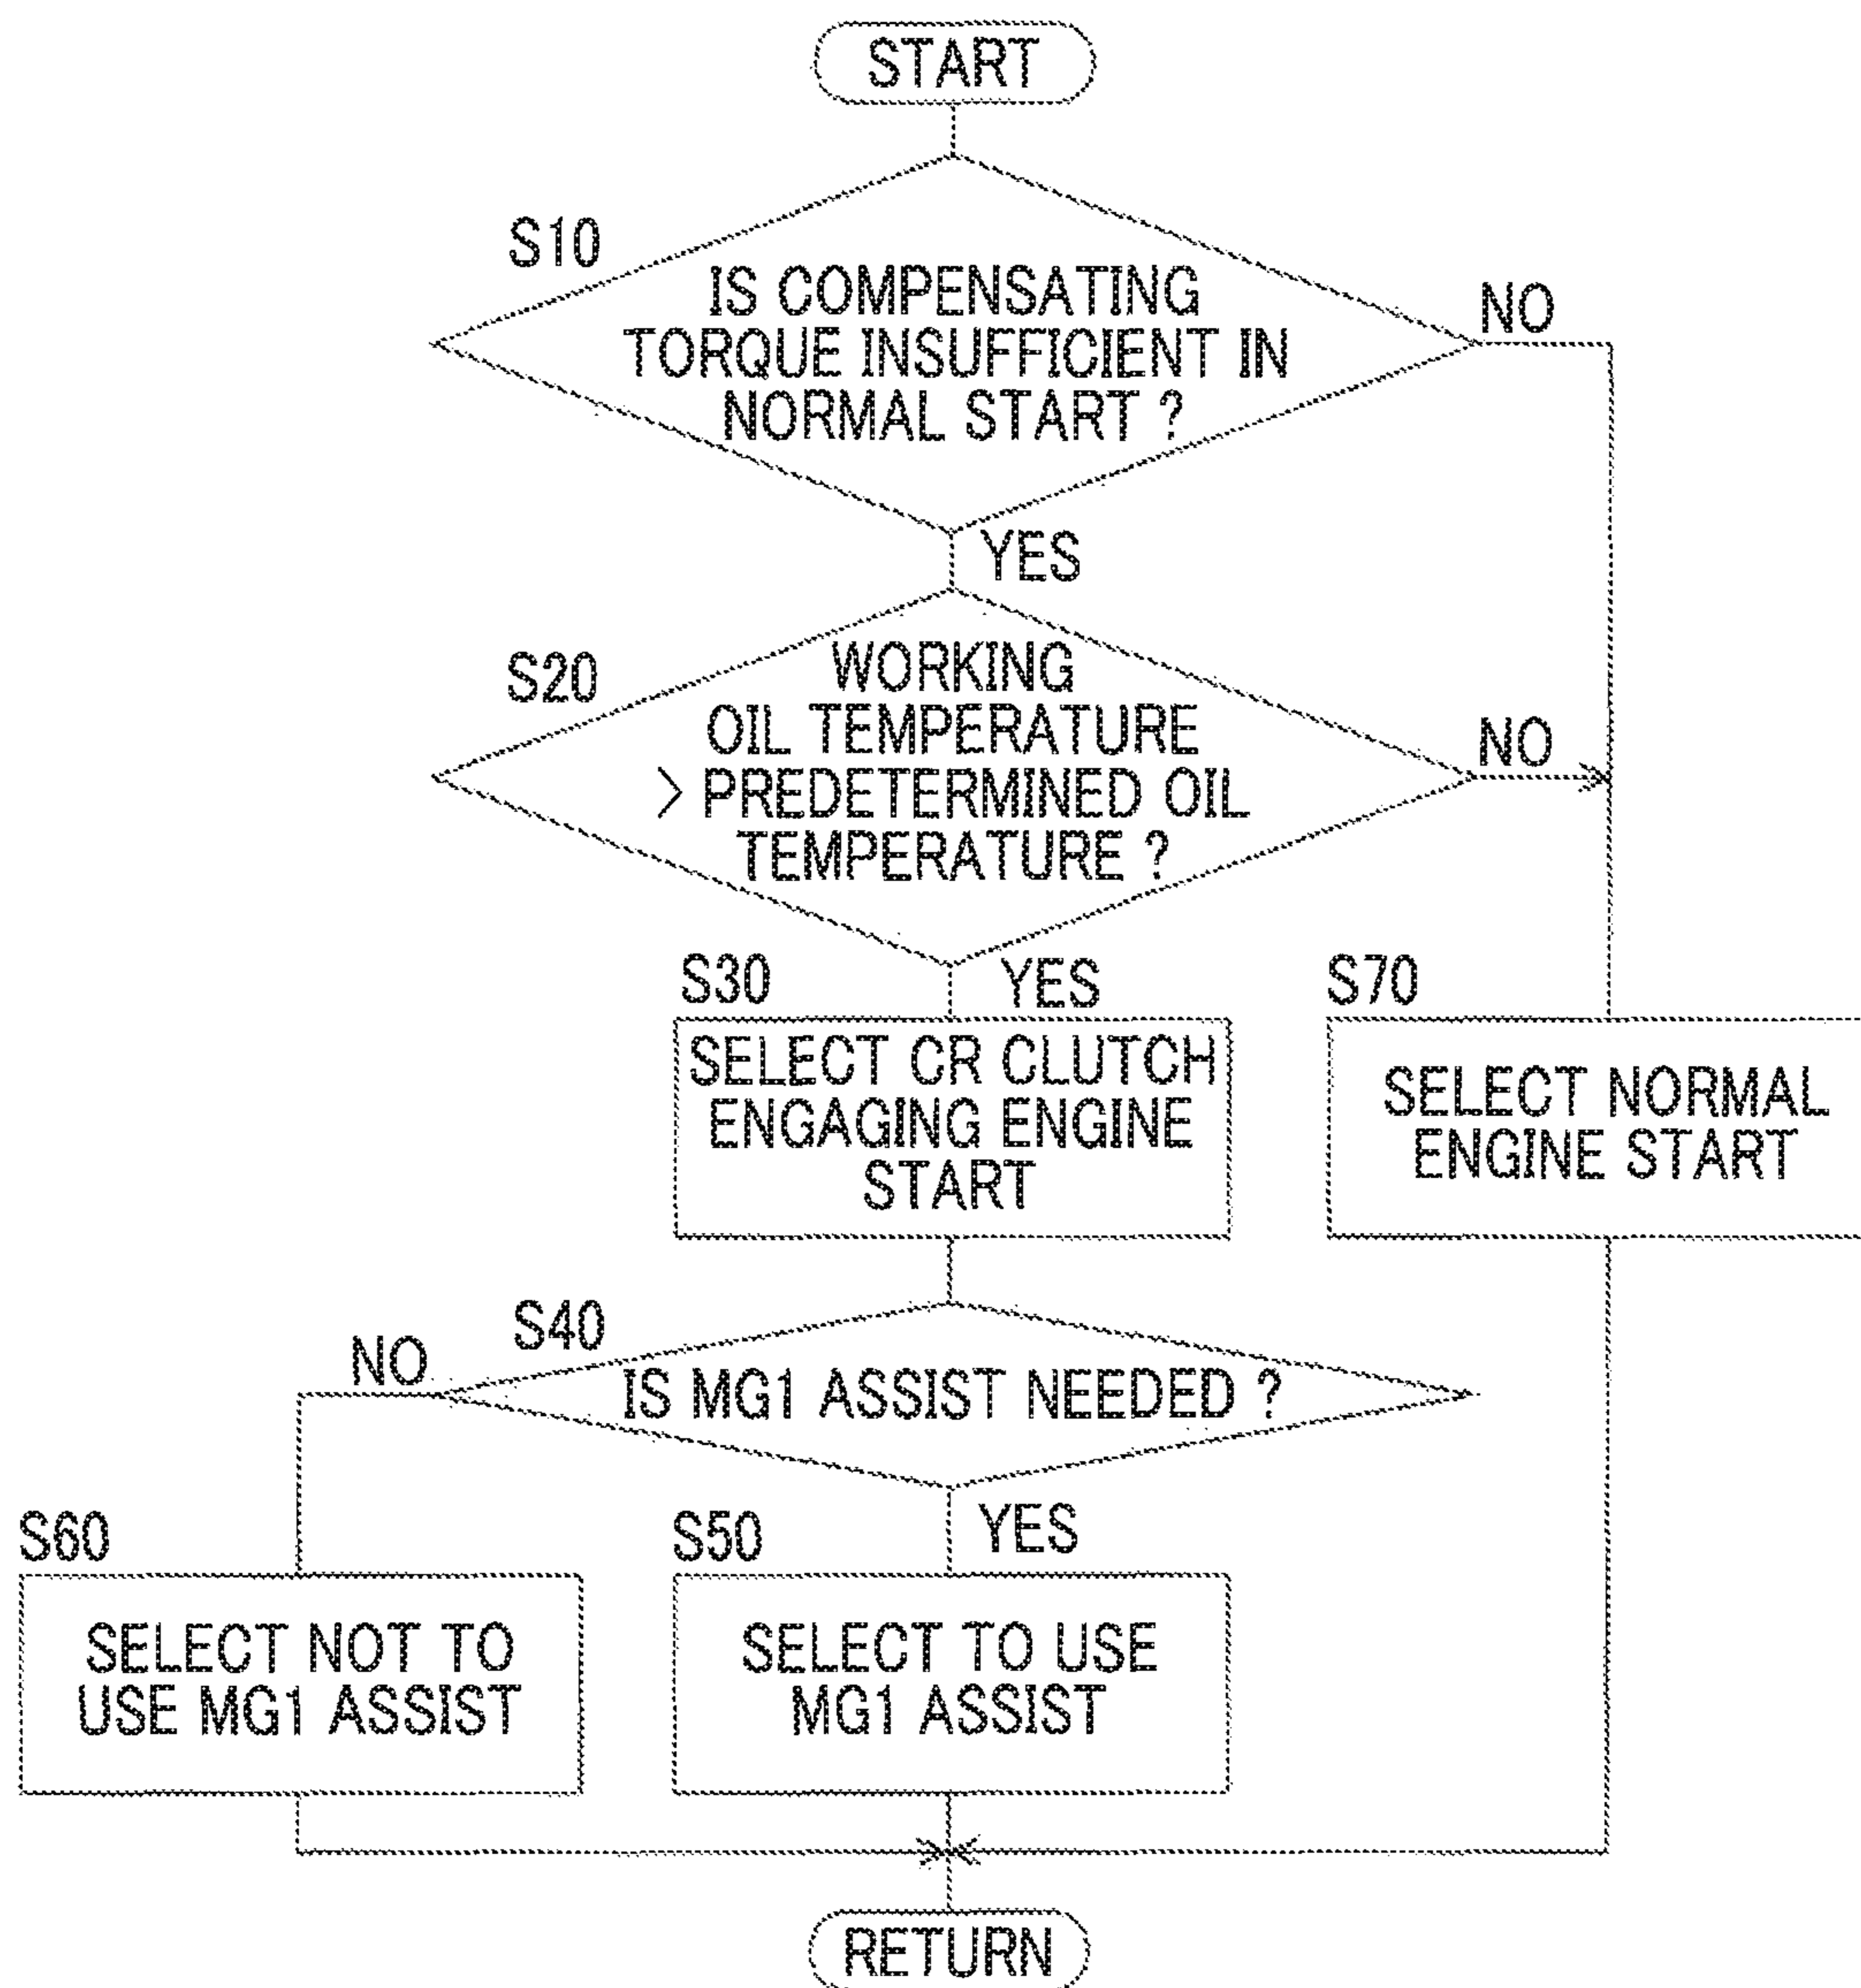 START
S10
IS COMPENSATING
TORQUE INSUFFICIENT IN
NORMAL START ?
NO
YES
S20
WORKING
OIL TEMPERATURE
> PREDETERMINED OIL
TEMPERATURE ?
NO
YES
S30
SELECT CR CLUTCH
ENGAGING ENGINE
START
S70
SELECT NORMAL
ENGINE START
S40
IS MG1 ASSIST NEEDED ?
NO
YES
S60
SELECT NOT TO
USE MG1 ASSIST
S50
SELECT TO USE
MG1 ASSIST
RETURN